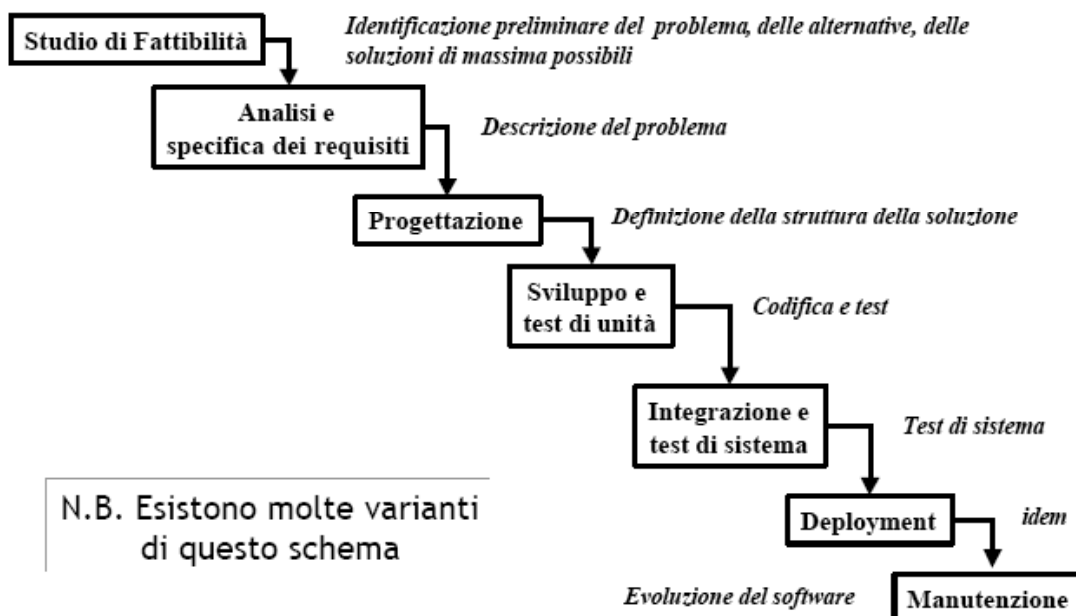 Studio di Fattibilità
Identificazione preliminare del problema, delle alternative, delle
soluzioni di massima possibili
Analisi e
specifica dei requisiti
Descrizione del problema
Progettazione
Definizione della struttura della soluzione
Sviluppo e
test di unità
Codifica e test
Integrazione e
test di sistema
Test di sistema
N.B. Esistono molte varianti
di questo schema
Deployment
idem
Evoluzione del software
Manutenzione